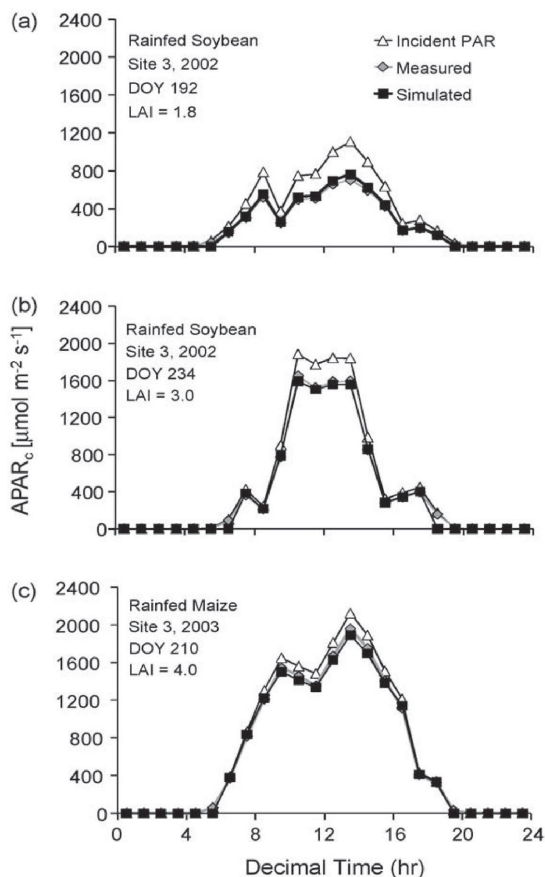 (a)
Rainfed Soybean
Site 3, 2002
DOY 192
LAI = 1.8
Incident PAR
Measured
Simulated
2400
2000
1600
1200
800
400
0
(b)
Rainfed Soybean
Site 3, 2002
DOY 234
LAI = 3.0
2400
2000
1600
1200
800
400
0
APARc [μmol m⁻² s⁻¹]
(c)
Rainfed Maize
Site 3, 2003
DOY 210
LAI = 4.0
2400
2000
1600
1200
800
400
0
0 4 8 12 16 20 24
Decimal Time (hr)